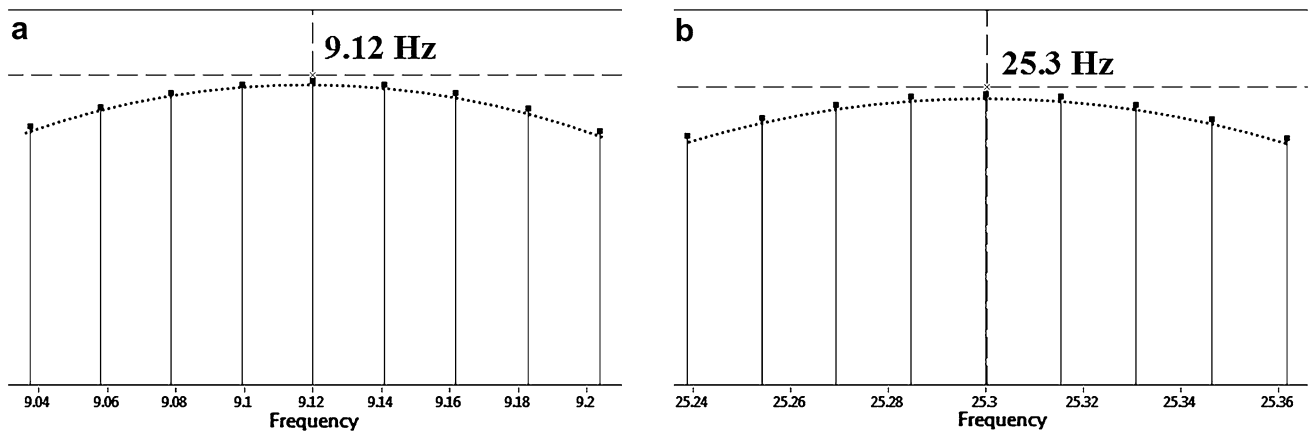 a
9.12 Hz
9.04 9.06 9.08 9.1 9.12 9.14 9.16 9.18 9.2
Frequency
b
25.3 Hz
25.24 25.26 25.28 25.3 25.32 25.34 25.36
Frequency